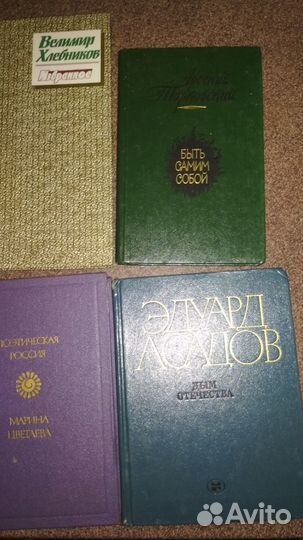 Велимир
Хлебников
Избранное
БЫТЬ
САМИМ
СОБОЙ
ПОЭТИЧЕСКАЯ
РОССИЯ
МАРИНА
ЦВЕТАЕВА
ЭДУАРД
АСАДОВ
ДЫМ
ОТЕЧЕСТВА
Avito